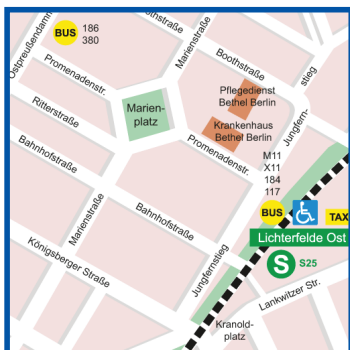 Ostpreußendamm
BUS
186
380
oothstraße
Marienstraße
Boothstraße
Promenadenstr.
Jungfern-
stieg
Pflegedienst
Bethel Berlin
Ritterstraße
Marien-
platz
Krankenhaus
Bethel Berlin
Promenadenstr.
Bahnhofstraße
M11
X11
184
117
BUS
TAXI
Marienstraße
Bahnhofstraße
Lichterfelde Ost
S
S25
Königsberger Straße
Jungfernstieg
Lankwitzer Str.
Kranold-
platz